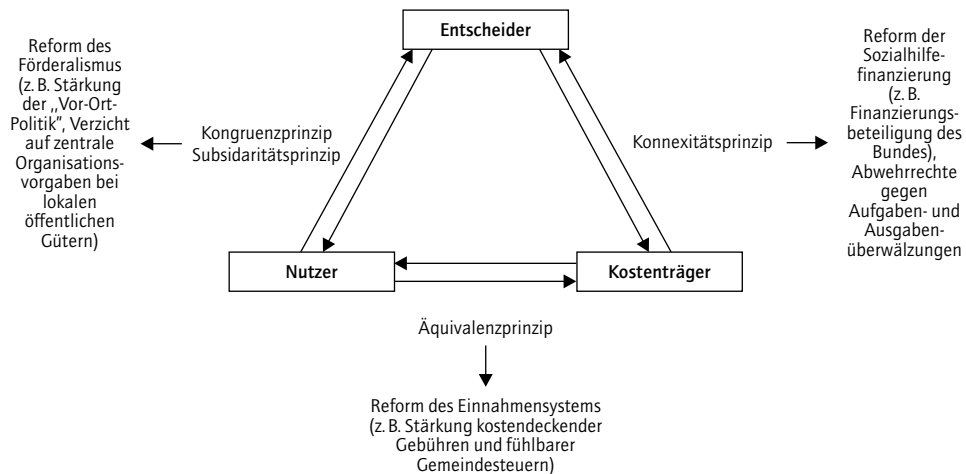 Entscheider
Reform des
Förderalismus
(z. B. Stärkung
der „Vor-Ort-
Politik“, Verzicht
auf zentrale
Organisations-
vorgaben bei
lokalen
öffentlichen
Gütern)
Kongruenzprinzip
Subsidaritätsprinzip
Konnexitätsprinzip
Reform der
Sozialhilfe-
finanzierung
(z. B.
Finanzierungs-
beteiligung des
Bundes),
Abwehrrechte
gegen
Aufgaben- und
Ausgaben-
überwälzungen
Nutzer
Kostenträger
Äquivalenzprinzip
Reform des Einnahmensystems
(z. B. Stärkung kostendeckender
Gebühren und fühlbarer
Gemeindesteuern)